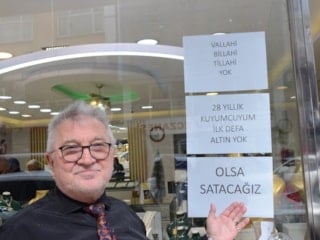 VALLAHİ
BİLLAHİ
TİLLAHİ
YOK
28 YILLIK
KUYUMCUYUM
İLK DEFA
ALTIN YOK
OLSA
SATACAĞIZ